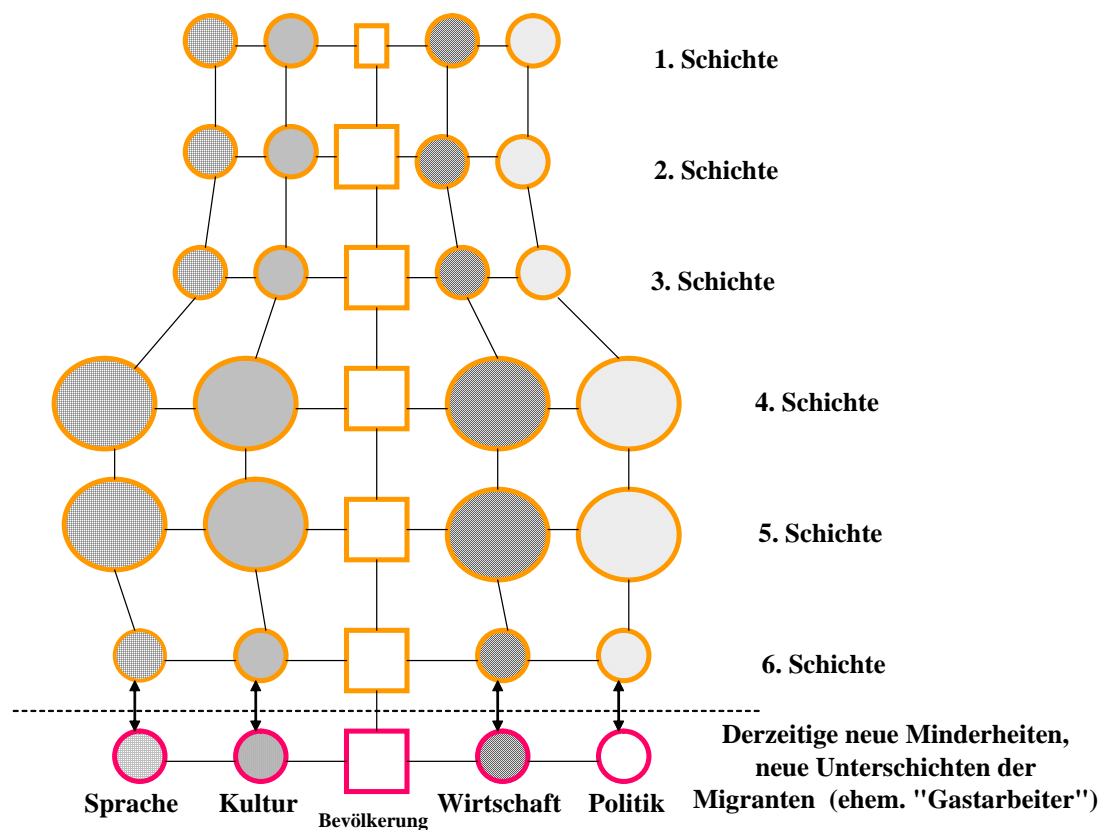 1. Schichte
2. Schichte
3. Schichte
4. Schichte
5. Schichte
6. Schichte
Derzeitige neue Minderheiten,
neue Unterschichten der
Migranten (ehem. "Gastarbeiter")
Sprache Kultur Bevölkerung Wirtschaft Politik